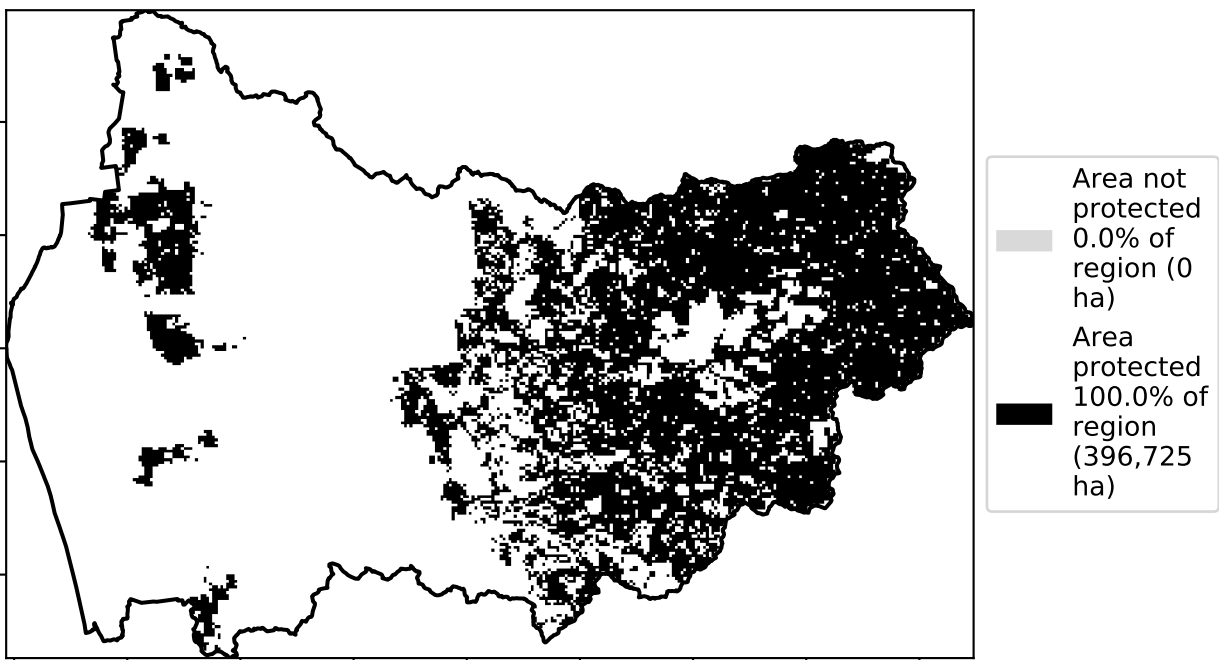 Area not
protected
0.0% of
region (0
ha)
Area
protected
100.0% of
region
(396,725
ha)